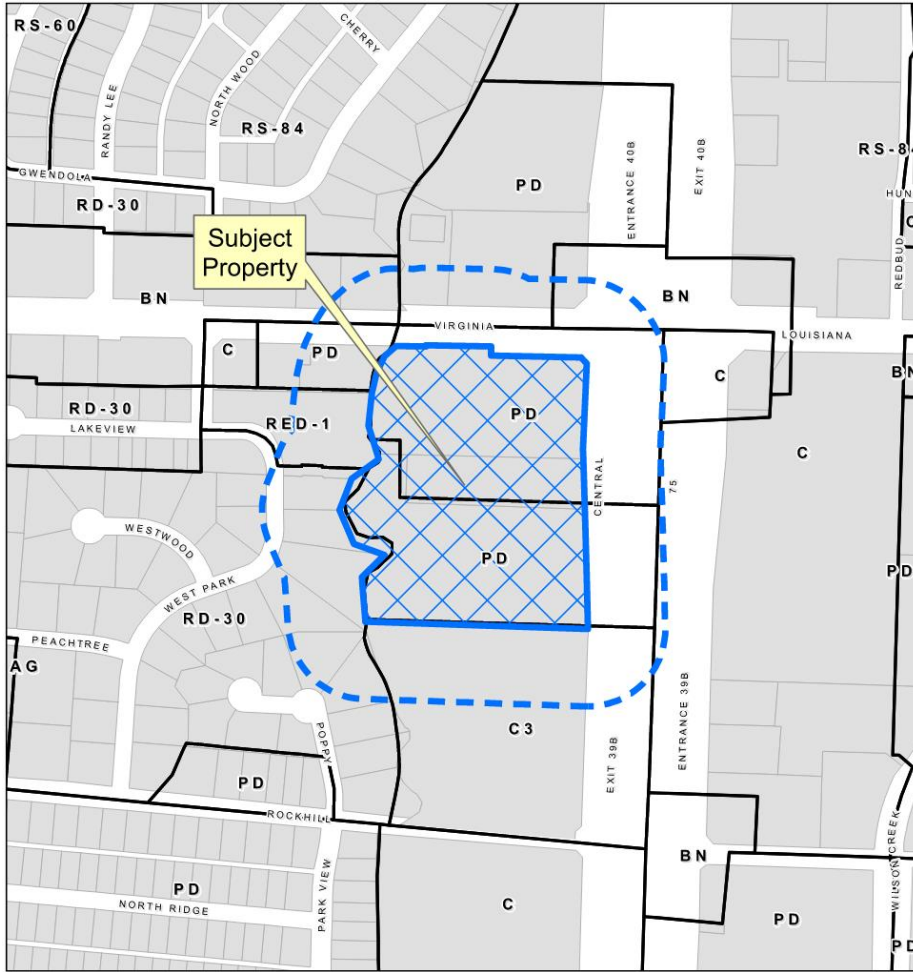 RS-60
CHERRY
NORTH WOOD
RANDY LEE
RS-84
GWENDOLA
RD-30
PD
ENTRANCE 40B
EXIT 40B
RS-84
HUN
C
REDBUD
Subject
Property
BN
BN
VIRGINIA
LOUISIANA
C
PD
C
BN
RD-30
LAKEVIEW
RED-1
PD
C
CENTRAL
75
WESTWOOD
WEST PARK
PD
PD
RD-30
PEACHTREE
AG
POPPY
C3
EXIT 39B
ENTRANCE 39B
PD
ROCKHILL
BN
WILSON CREEK
PD
NORTH RIDGE
PARK VIEW
C
PD
PD